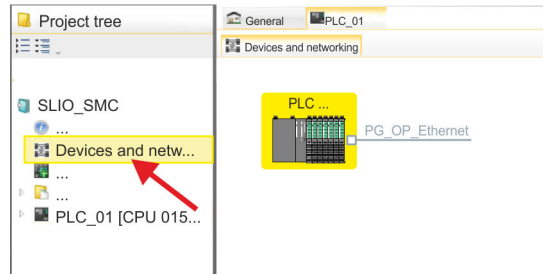 Project tree
SLIO_SMC
...
Devices and netw...
...
...
PLC_01 [CPU 015...
General
PLC_01
Devices and networking
PLC ...
PG_OP_Ethernet